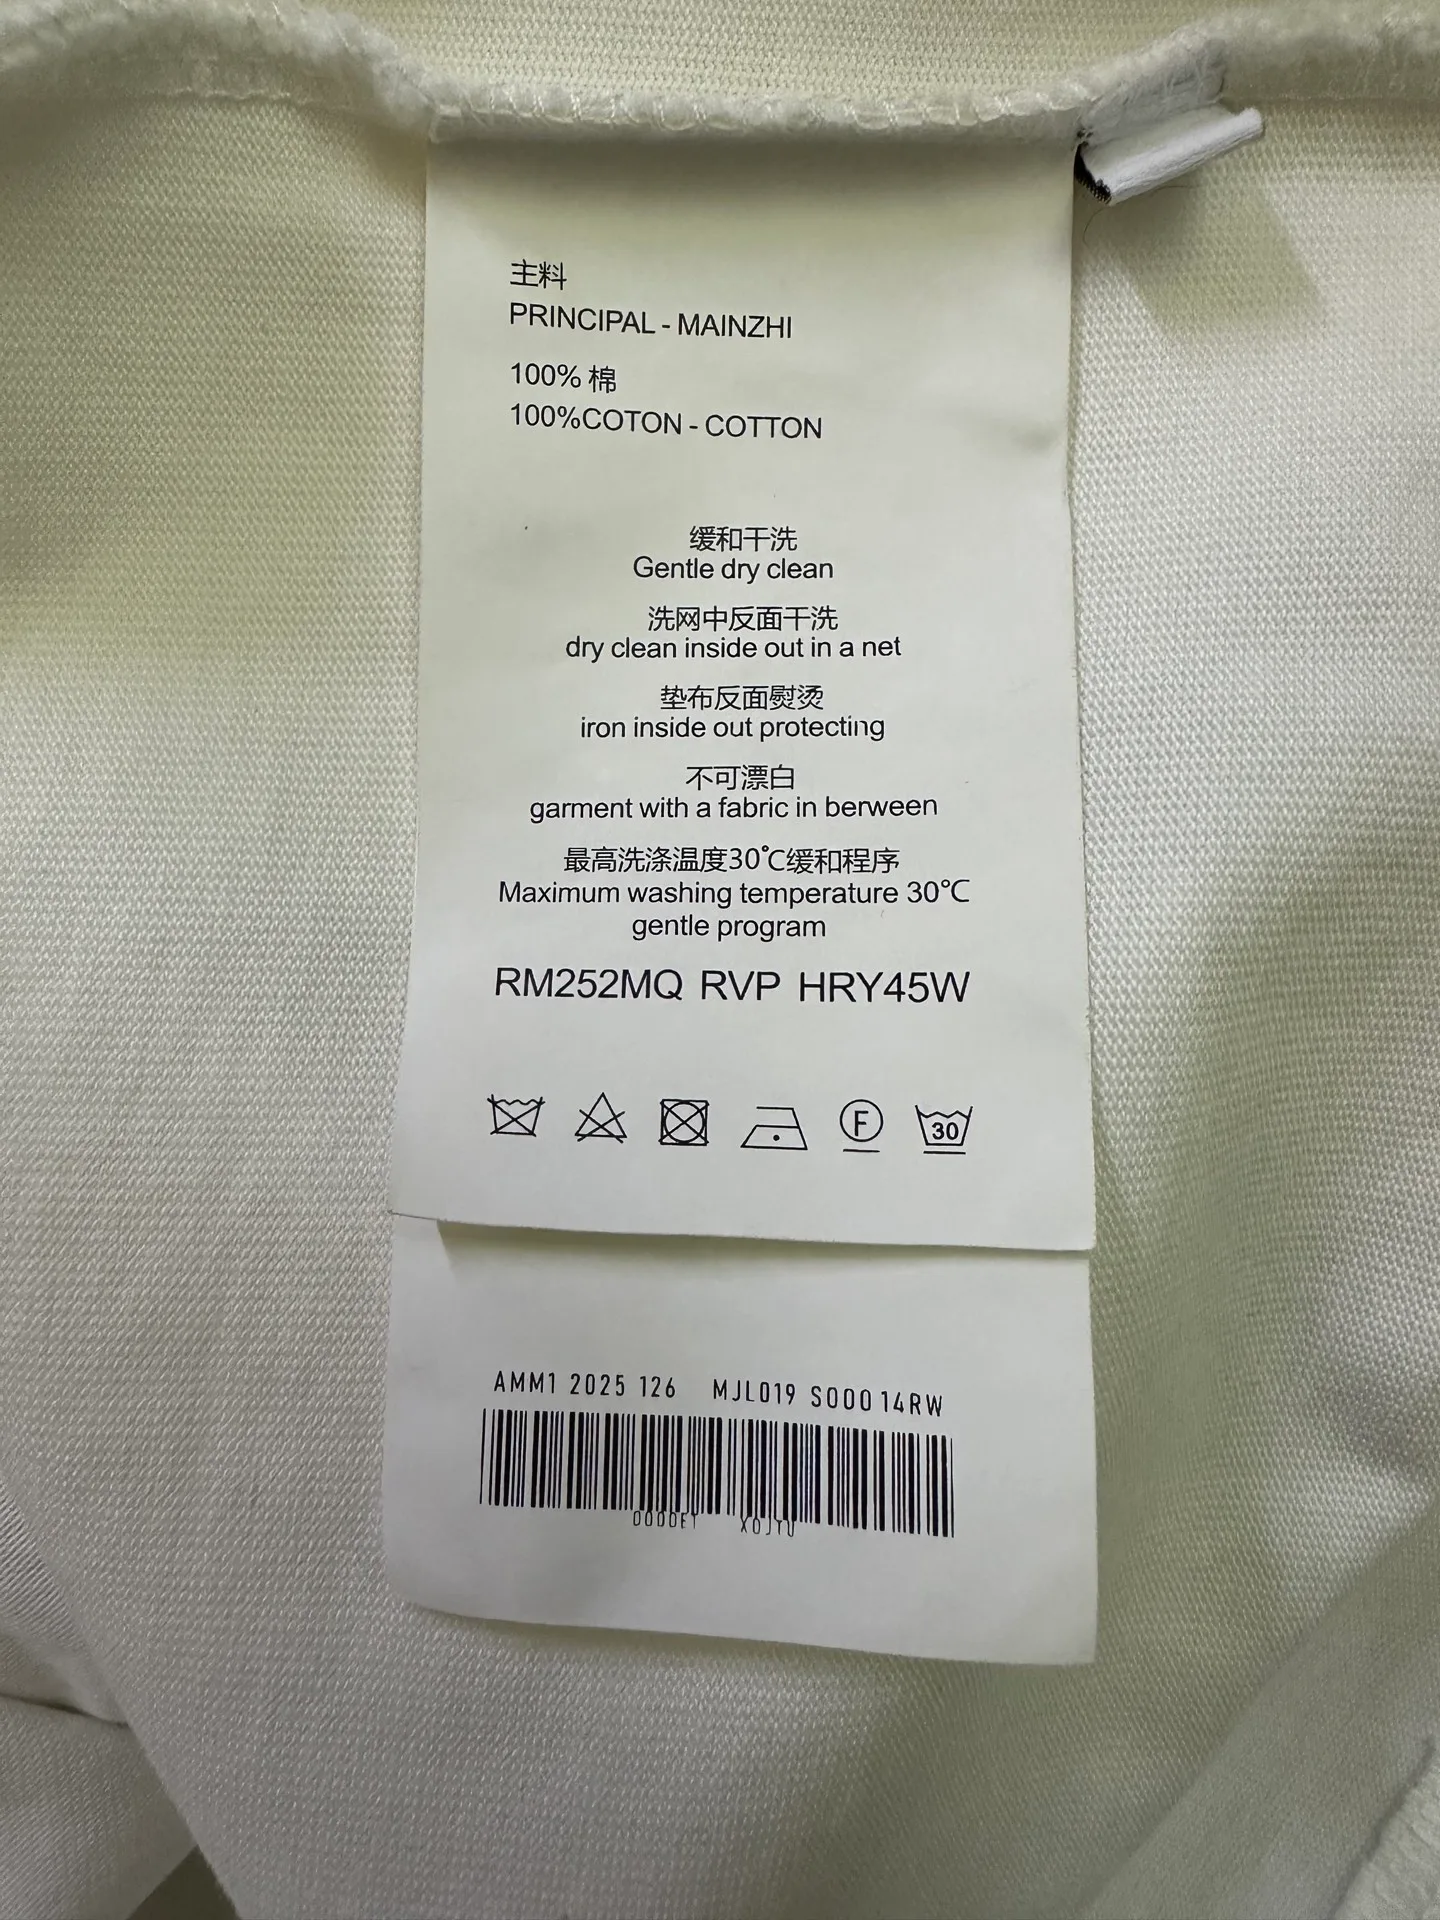 主料
PRINCIPAL - MAINZHI
100% 棉
100%COTON - COTTON
缓和干洗
Gentle dry clean
洗网中反面干洗
dry clean inside out in a net
垫布反面熨烫
iron inside out protecting
不可漂白
garment with a fabric in berween
最高洗涤温度30℃缓和程序
Maximum washing temperature 30℃
gentle program
RM252MQ RVP HRY45W
F 30
AMM1 2025 126 MJL019 S000 14RW